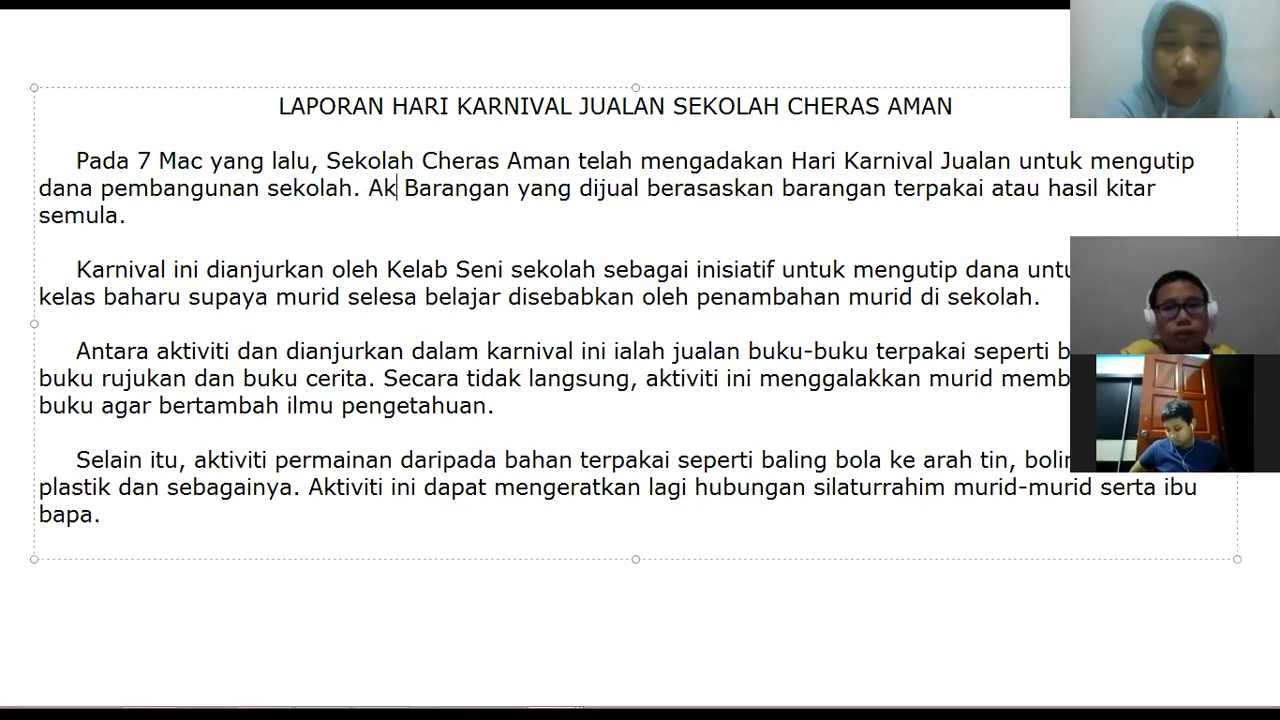 LAPORAN HARI KARNIVAL JUALAN SEKOLAH CHERAS AMAN
Pada 7 Mac yang lalu, Sekolah Cheras Aman telah mengadakan Hari Karnival Jualan untuk mengutip
dana pembangunan sekolah. Ak Barangan yang dijual berasaskan barangan terpakai atau hasil kitar
semula.
Karnival ini dianjurkan oleh Kelab Seni sekolah sebagai inisiatif untuk mengutip dana
kelas baharu supaya murid selesa belajar disebabkan oleh penambahan murid di sekolah.
Antara aktiviti dan dianjurkan dalam karnival ini ialah jualan buku-buku terpakai seperti
buku rujukan dan buku cerita. Secara tidak langsung, aktiviti ini menggalakkan murid
buku agar bertambah ilmu pengetahuan.
Selain itu, aktiviti permainan daripada bahan terpakai seperti baling bola ke arah tin,
plastik dan sebagainya. Aktiviti ini dapat mengeratkan lagi hubungan silaturrahim murid-murid serta ibu
bapa.